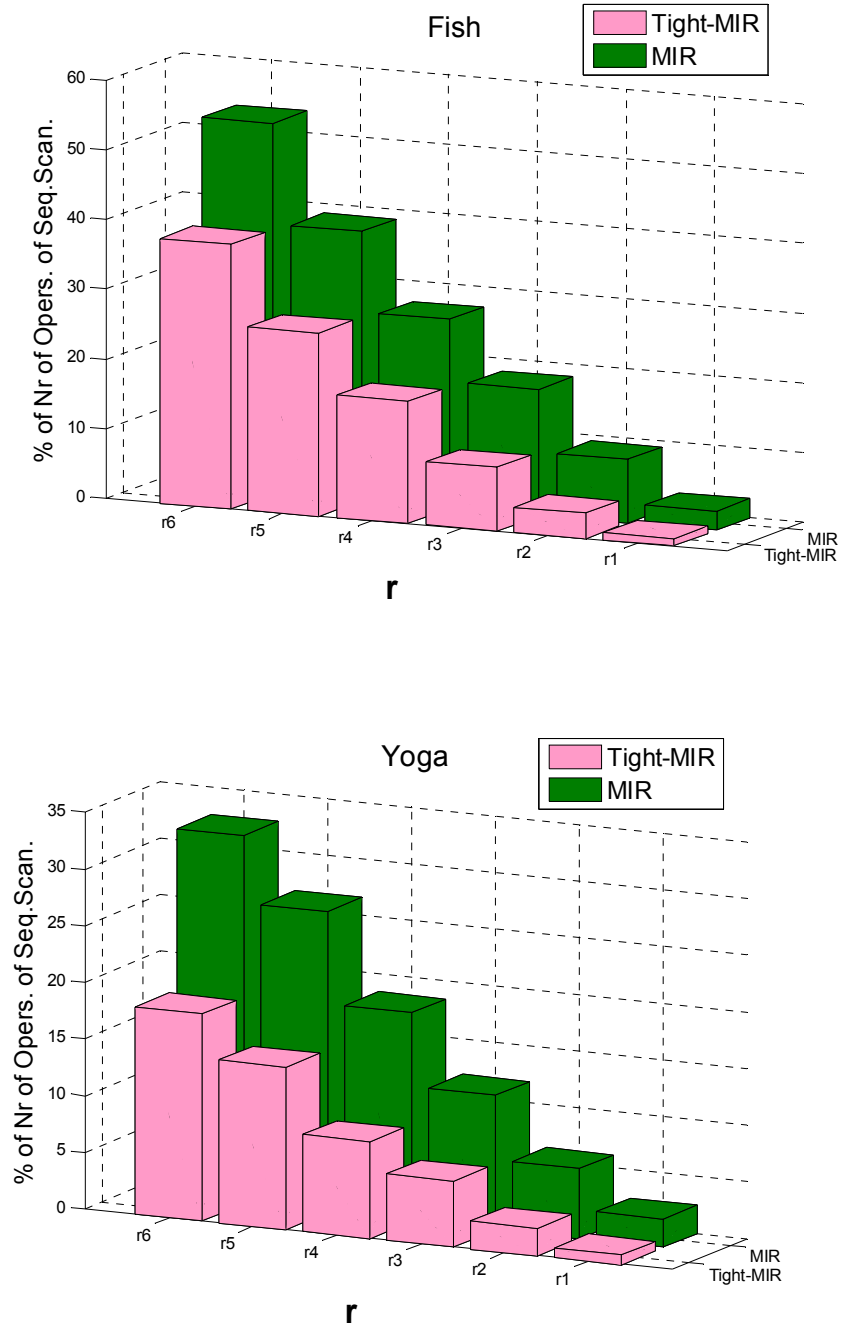 Fish
Tight-MIR
MIR
60
50
40
30
20
10
0
% of Nr of Opers. of Seq.Scan.
r6
r5
r4
r3
r2
r1
MIR
Tight-MIR
r
Yoga
Tight-MIR
MIR
35
30
25
20
15
10
5
0
% of Nr of Opers. of Seq.Scan.
r6
r5
r4
r3
r2
r1
MIR
Tight-MIR
r